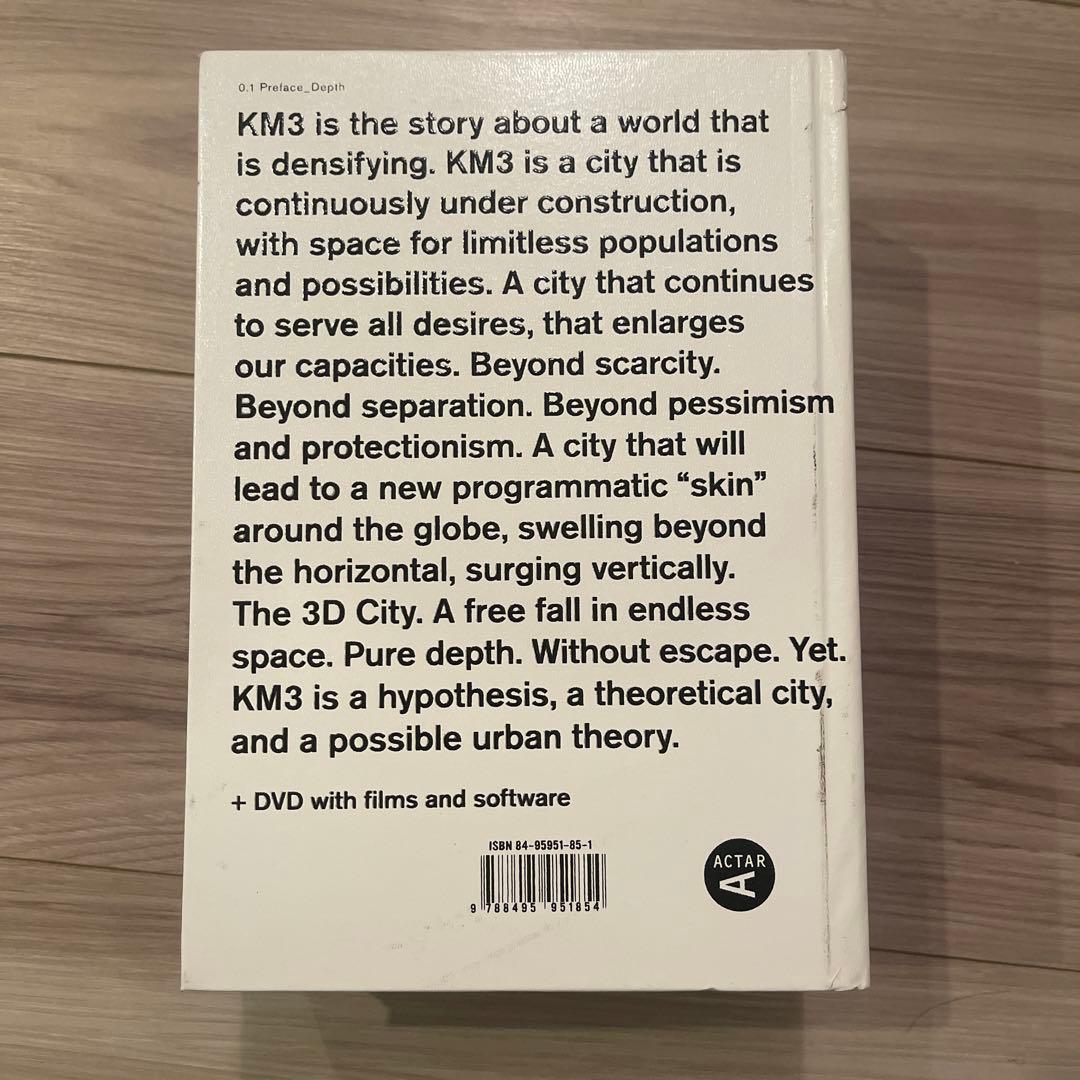 0.1 Preface_Depth
KM3 is the story about a world that
is densifying. KM3 is a city that is
continuously under construction,
with space for limitless populations
and possibilities. A city that continues
to serve all desires, that enlarges
our capacities. Beyond scarcity.
Beyond separation. Beyond pessimism
and protectionism. A city that will
lead to a new programmatic “skin”
around the globe, swelling beyond
the horizontal, surging vertically.
The 3D City. A free fall in endless
space. Pure depth. Without escape. Yet.
KM3 is a hypothesis, a theoretical city,
and a possible urban theory.
+ DVD with films and software
ISBN 84-95951-85-1
9 788495 951854
ACTAR
A